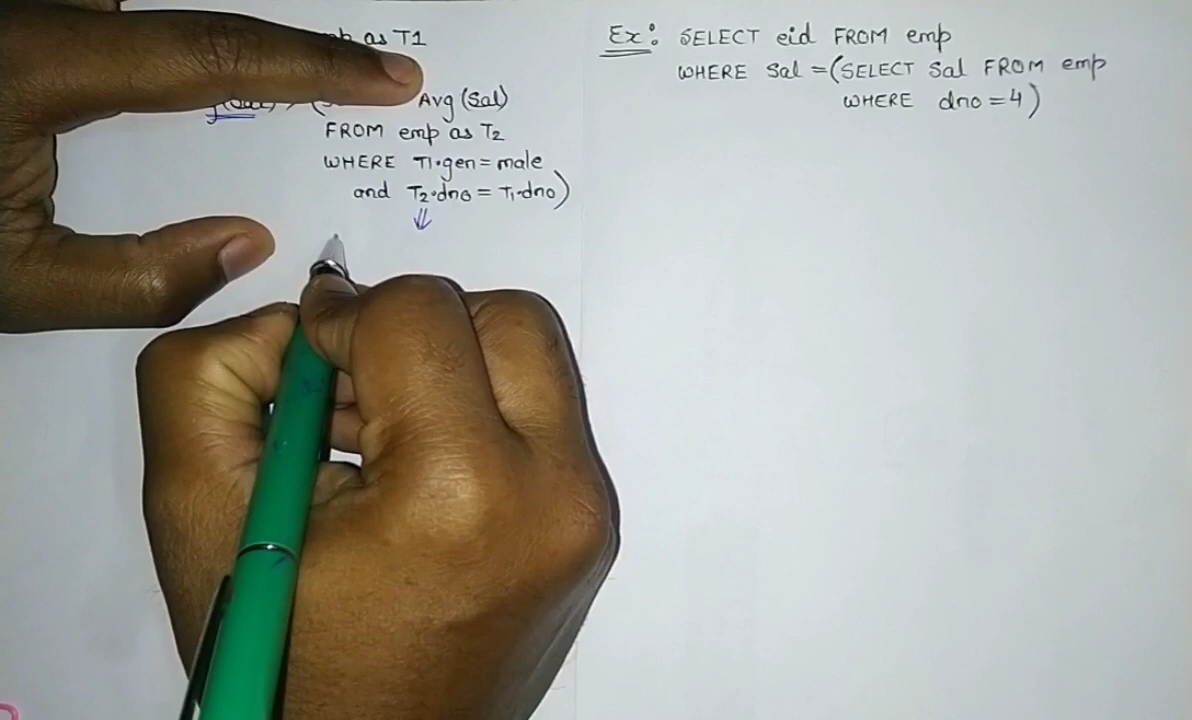 as T1
Avg (Sal)
FROM emp as T2
WHERE T1.gen = male
and T2.dno = T1.dno)
Ex: SELECT eid FROM emp
WHERE Sal = (SELECT Sal FROM emp
WHERE dno = 4)